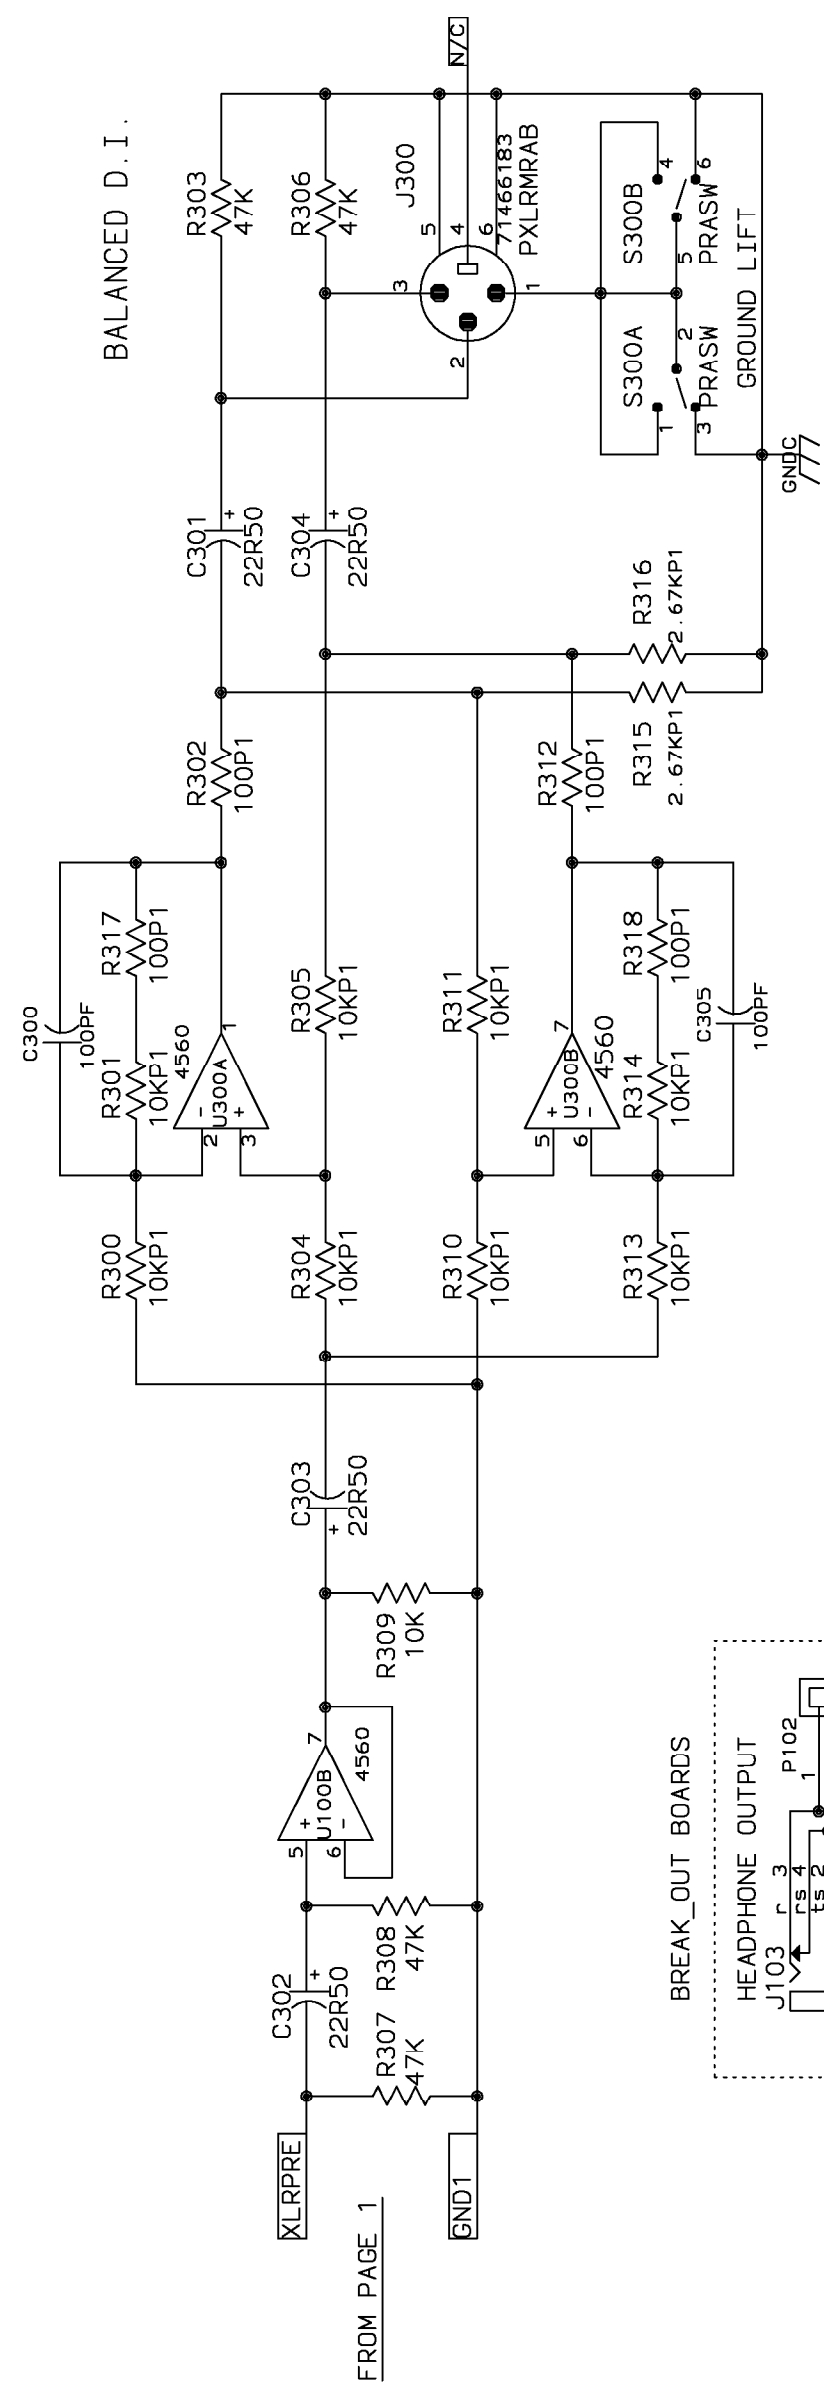 BALANCED D.I.
N/C
R303
47K
R306
47K
J300
5
4
6
71466183
PXLRMRAB
3
2
1
S300B
4
6
5
PRASW
S300A
2
PRASW
1
3
GROUND LIFT
GNDC
C301
+
22R50
C304
+
22R50
R316
2.67KP1
R315
2.67KP1
R302
100P1
R312
100P1
C300
100PF
R317
100P1
R301
10KP1
4560
U300A
-
+
2
3
1
R305
10KP1
R311
10KP1
7
U300B
4560
+
-
5
6
R318
100P1
R314
10KP1
C305
100PF
R300
10KP1
R304
10KP1
R310
10KP1
R313
10KP1
C303
+
22R50
R309
10K
7
U100B
4560
+
-
5
6
C302
+
22R50
R308
47K
R307
47K
XLRPRE
GND1
FROM PAGE 1
BREAK_OUT BOARDS
HEADPHONE OUTPUT
P102
1
J103
r 3
rs 4
ts 2